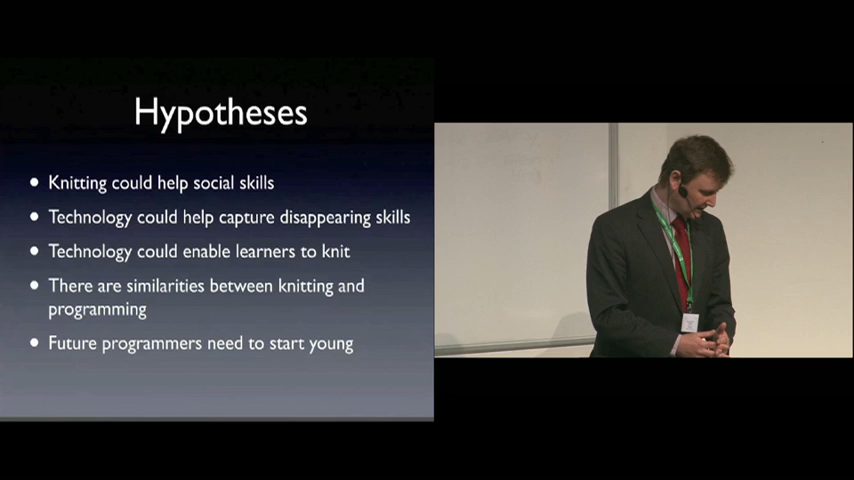 Hypotheses
• Knitting could help social skills
• Technology could help capture disappearing skills
• Technology could enable learners to knit
• There are similarities between knitting and
programming
• Future programmers need to start young